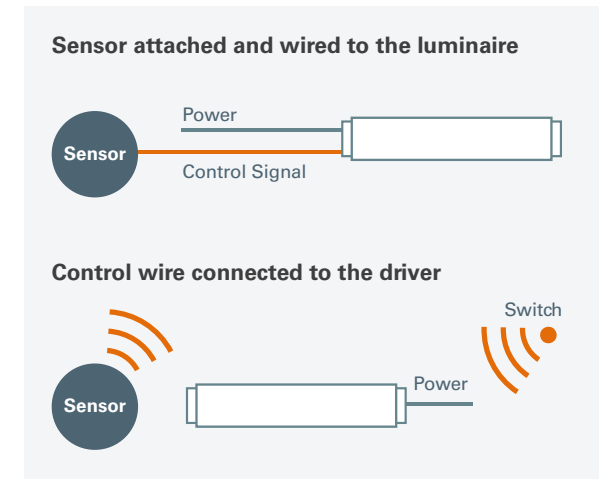 Sensor attached and wired to the luminaire
Power
Sensor
Control Signal
Control wire connected to the driver
Switch
Power
Sensor